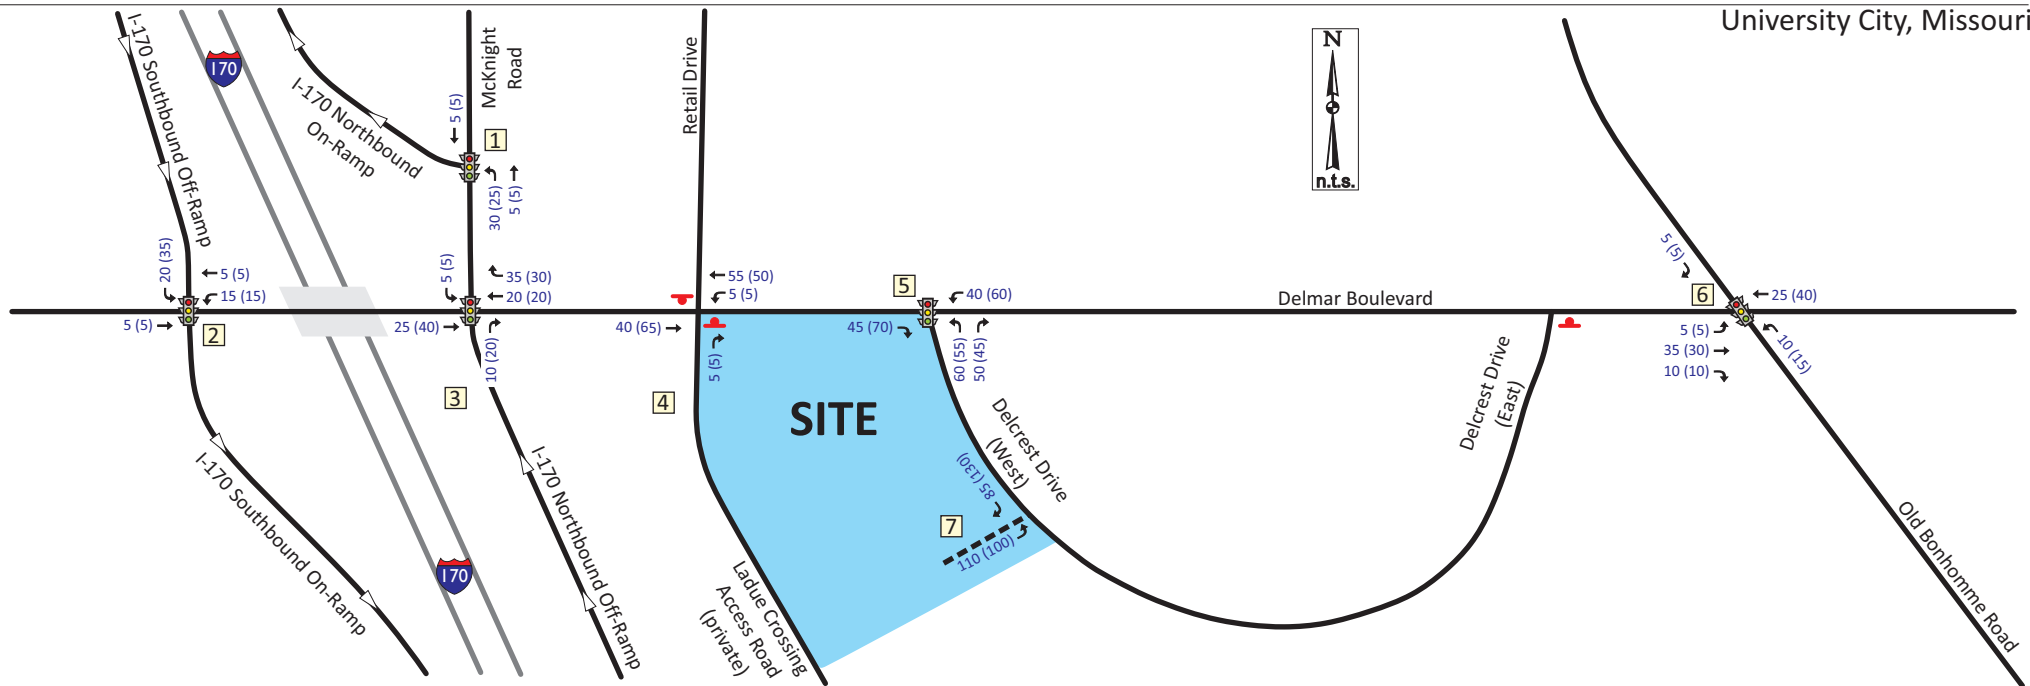 University City, Missouri
I-170 Southbound Off-Ramp
170
I-170 Northbound
On-Ramp
McKnight
Road
5 (5)
1
30 (25)
5 (5)
Retail Drive
N
n.t.s.
20 (35)
5 (5)
15 (15)
5 (5)
2
5 (5)
35 (30)
20 (20)
25 (40)
10 (20)
3
55 (50)
5 (5)
40 (65)
5 (5)
4
5
40 (60)
45 (70)
60 (55)
50 (45)
Delmar Boulevard
5 (5)
6
25 (40)
5 (5)
35 (30)
10 (10)
10 (15)
SITE
Delcrest Drive
(West)
Delcrest Drive
(East)
85 (130)
7
110 (100)
I-170 Southbound On-Ramp
170
I-170 Northbound Off-Ramp
Ladue Crossing
Access Road
(private)
Old Bonhomme Road